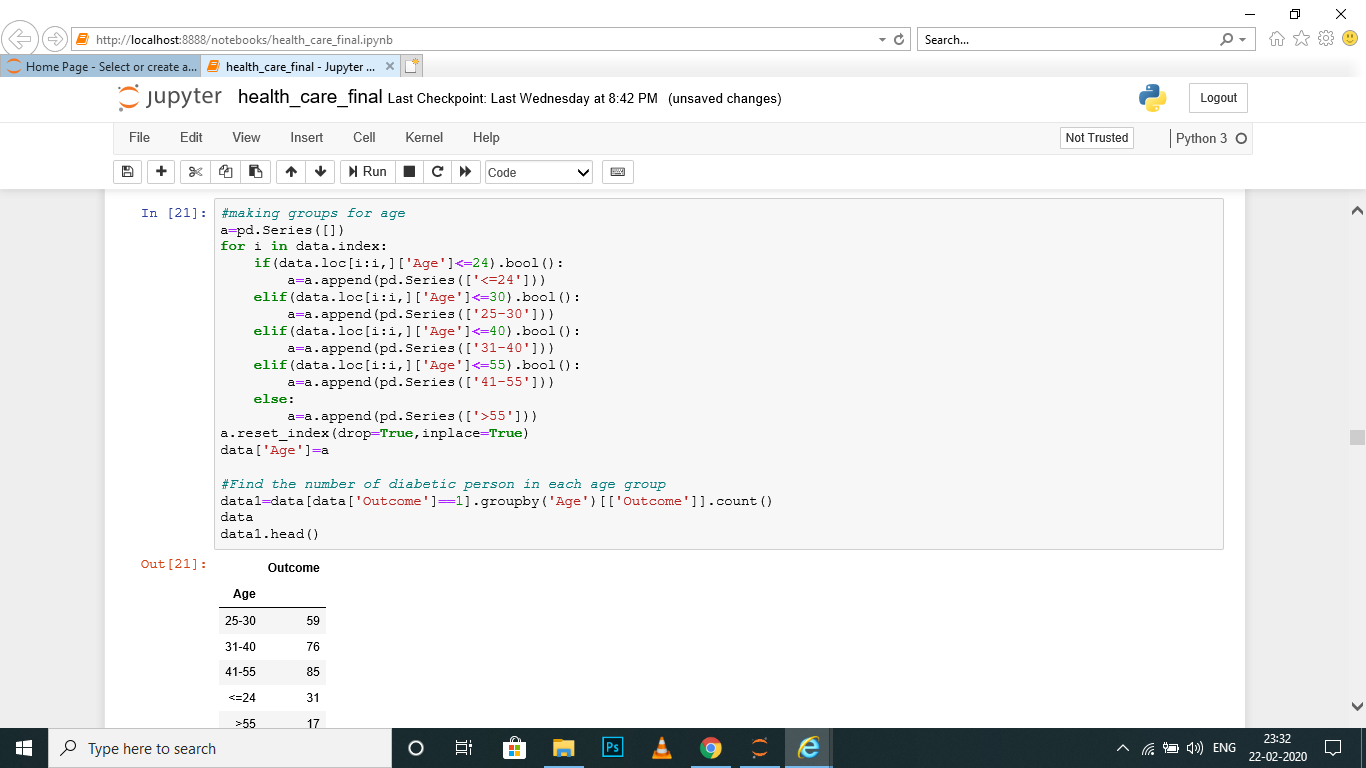 http://localhost:8888/notebooks/health_care_final.ipynb
Search...
Home Page - Select or create a...
health_care_final - Jupyter ...
jupyter health_care_final Last Checkpoint: Last Wednesday at 8:42 PM (unsaved changes)
Logout
File Edit View Insert Cell Kernel Help
Not Trusted
Python 3
Run
Code
In [21]:
#making groups for age
a=pd.Series([])
for i in data.index:
    if(data.loc[i:i,]['Age']<=24).bool():
        a=a.append(pd.Series(['<=24']))
    elif(data.loc[i:i,]['Age']<=30).bool():
        a=a.append(pd.Series(['25-30']))
    elif(data.loc[i:i,]['Age']<=40).bool():
        a=a.append(pd.Series(['31-40']))
    elif(data.loc[i:i,]['Age']<=55).bool():
        a=a.append(pd.Series(['41-55']))
    else:
        a=a.append(pd.Series(['>55']))
a.reset_index(drop=True,inplace=True)
data['Age']=a
#Find the number of diabetic person in each age group
data1=data[data['Outcome']==1].groupby('Age')[['Outcome']].count()
data
data1.head()
Out[21]:
Outcome
Age
25-30 59
31-40 76
41-55 85
<=24 31
>55 17
Type here to search
Ps
ENG
23:32
22-02-2020